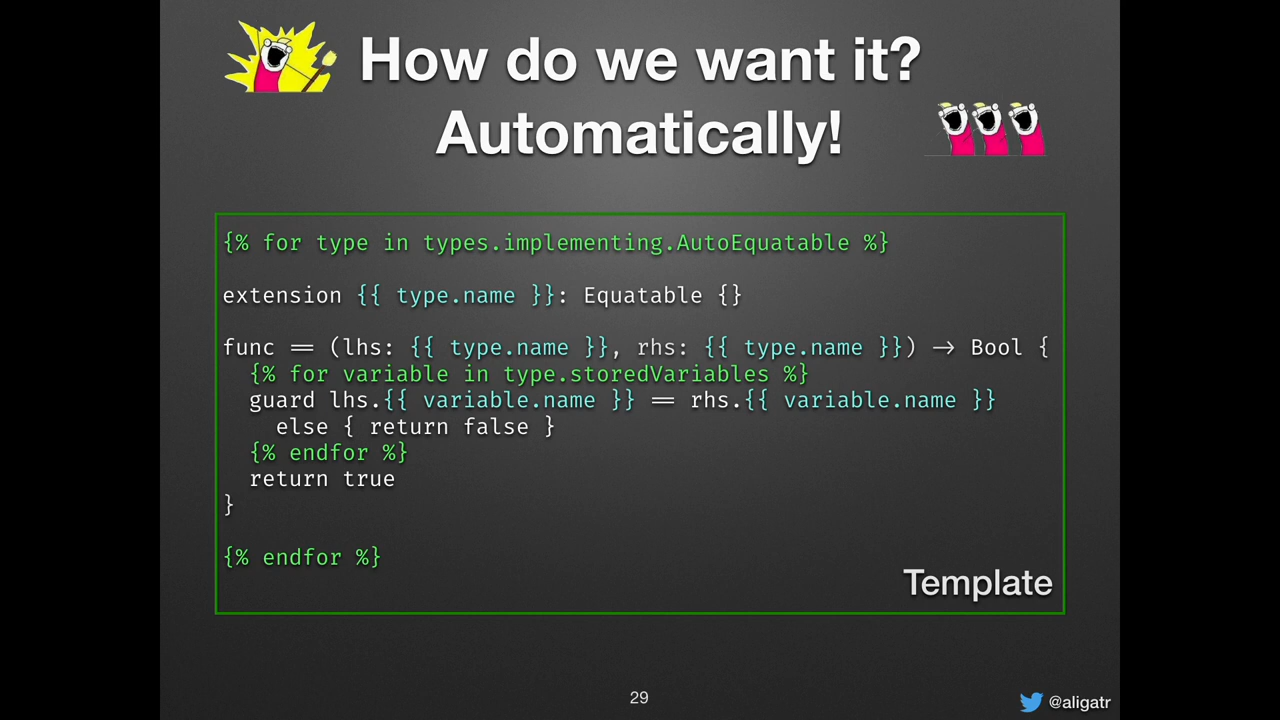 How do we want it?
Automatically!
{% for type in types.implementing.AutoEquatable %}
extension {{ type.name }}: Equatable {}
func == (lhs: {{ type.name }}, rhs: {{ type.name }}) -> Bool {
{% for variable in type.storedVariables %}
guard lhs.{{ variable.name }} == rhs.{{ variable.name }}
else { return false }
{% endfor %}
return true
}
{% endfor %}
Template
29
@aligatr